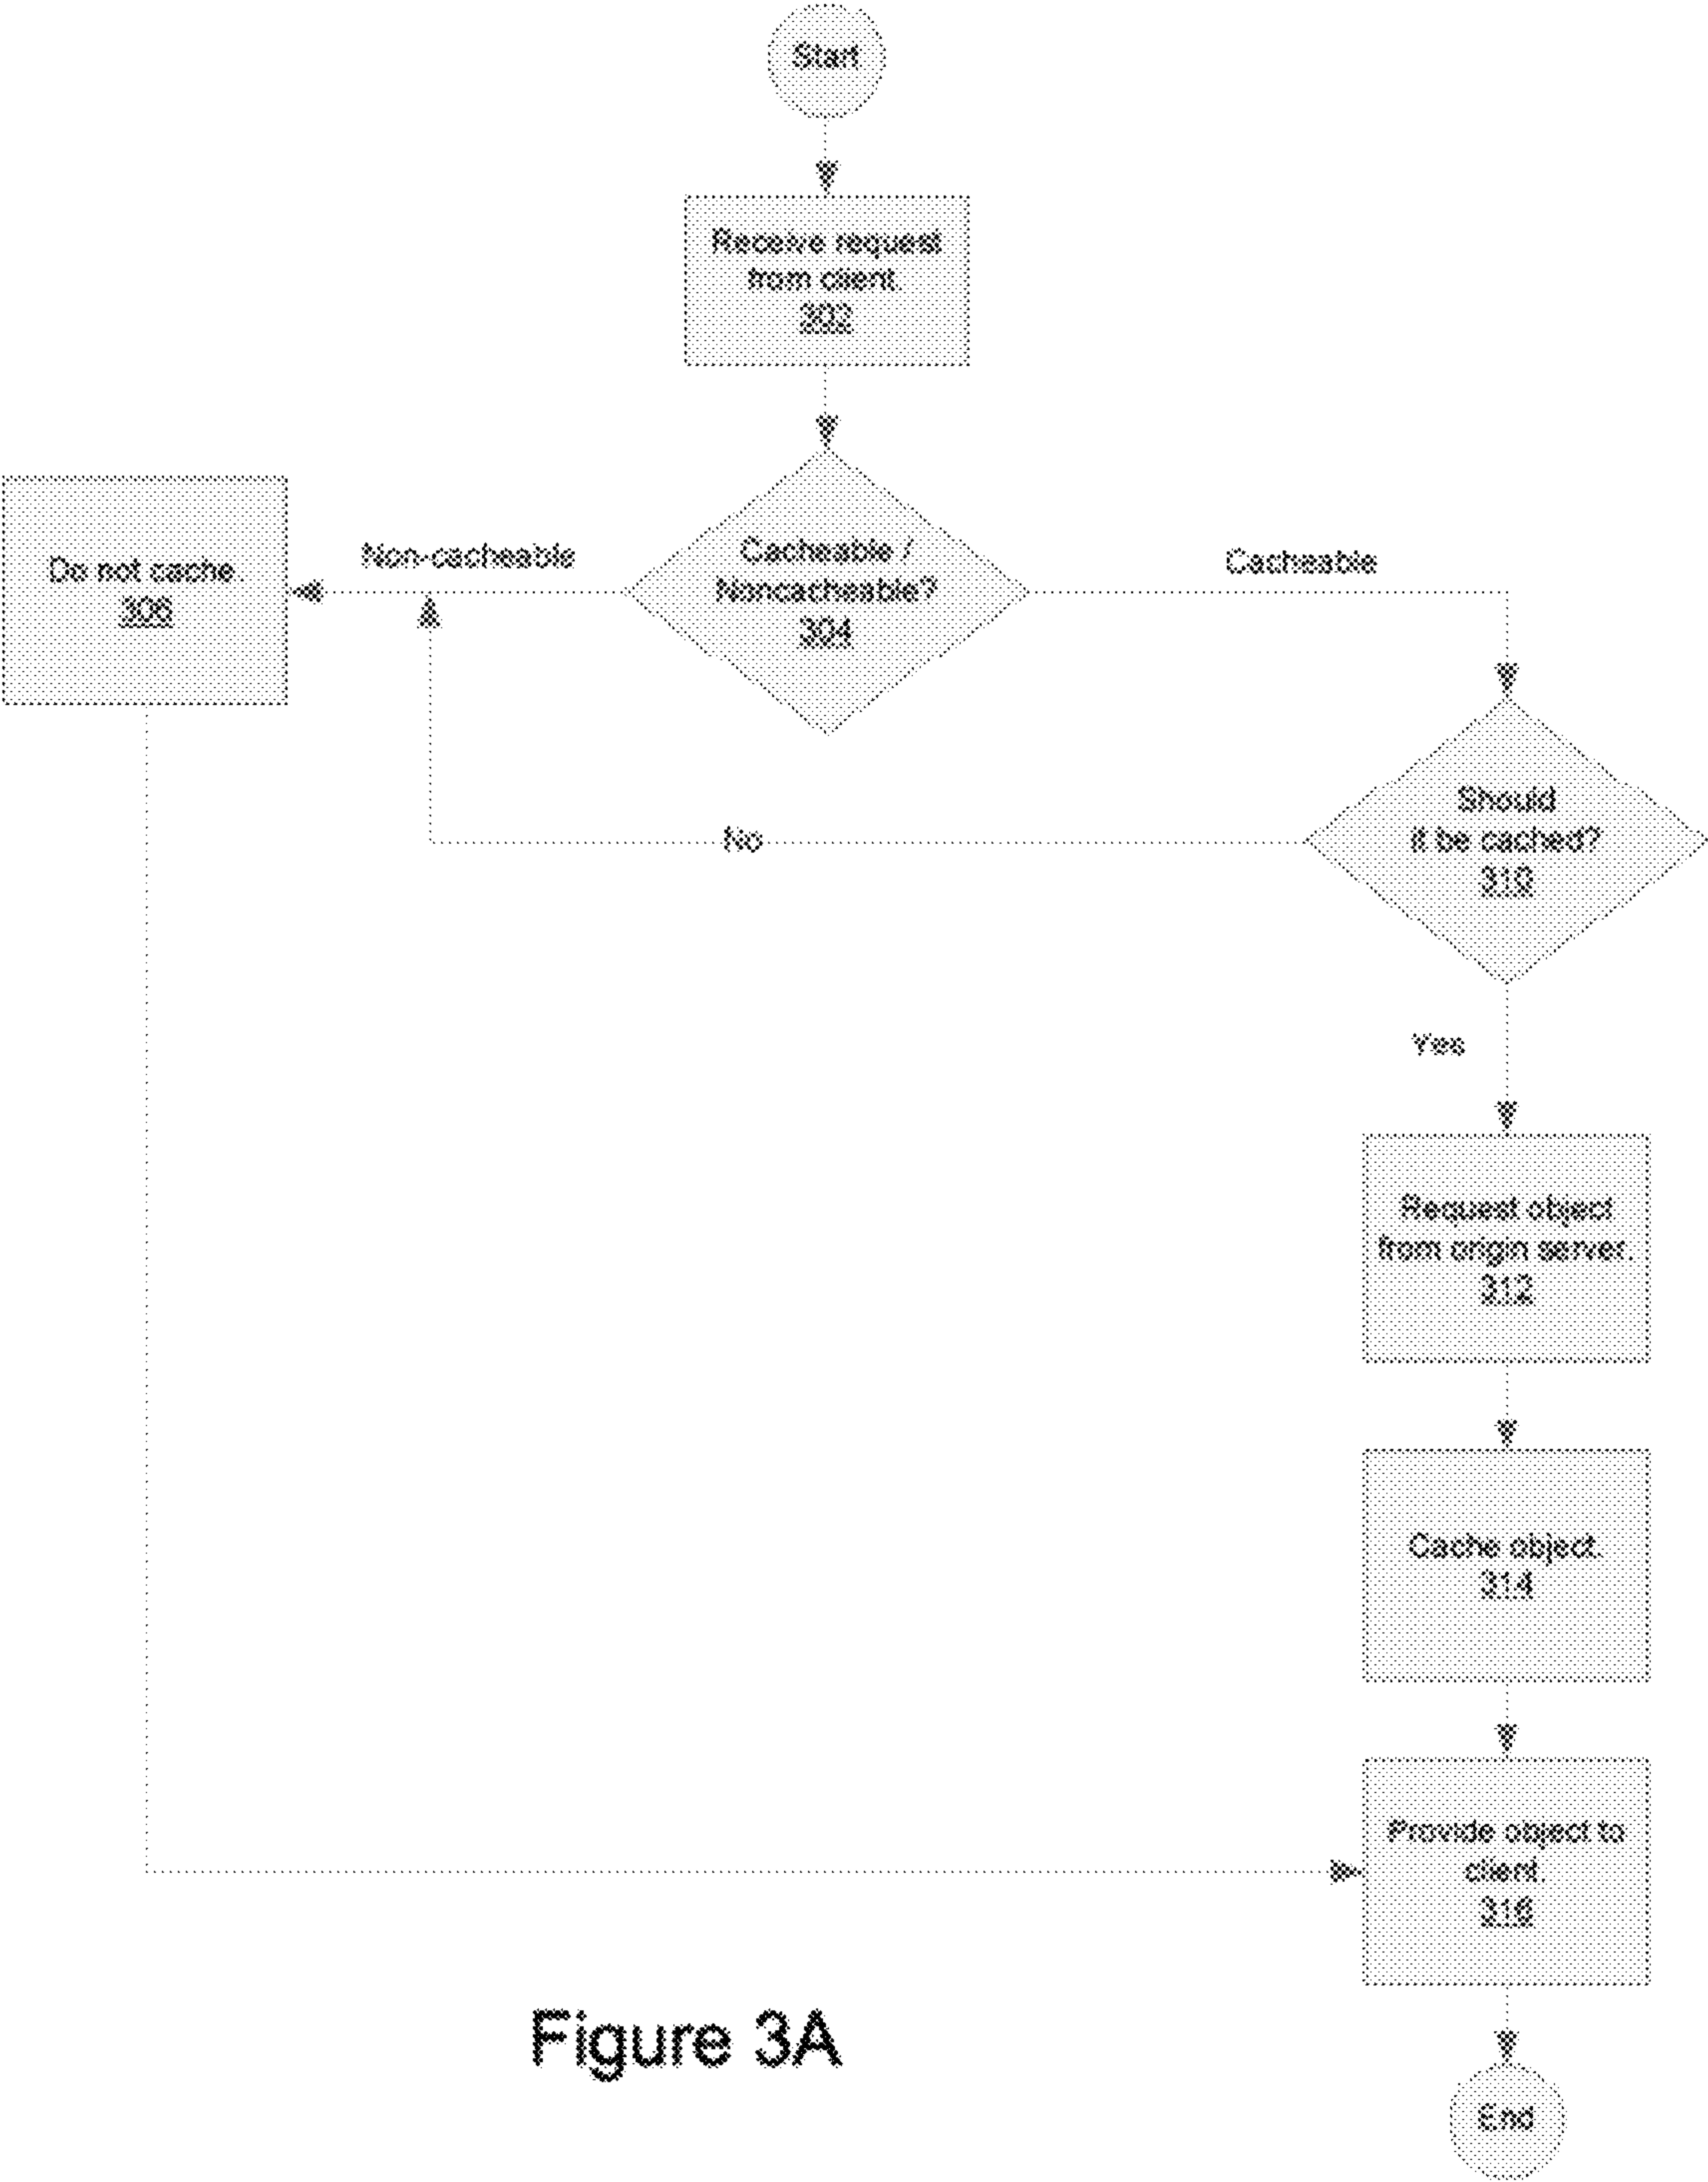 Start
Receive request
from client.
302
Cacheable /
Noncacheable?
304
Non-cacheable
Cacheable
Do not cache.
306
Should
it be cached?
310
No
Yes
Request object
from origin server.
312
Cache object.
314
Provide object to
client.
316
Figure 3A
End